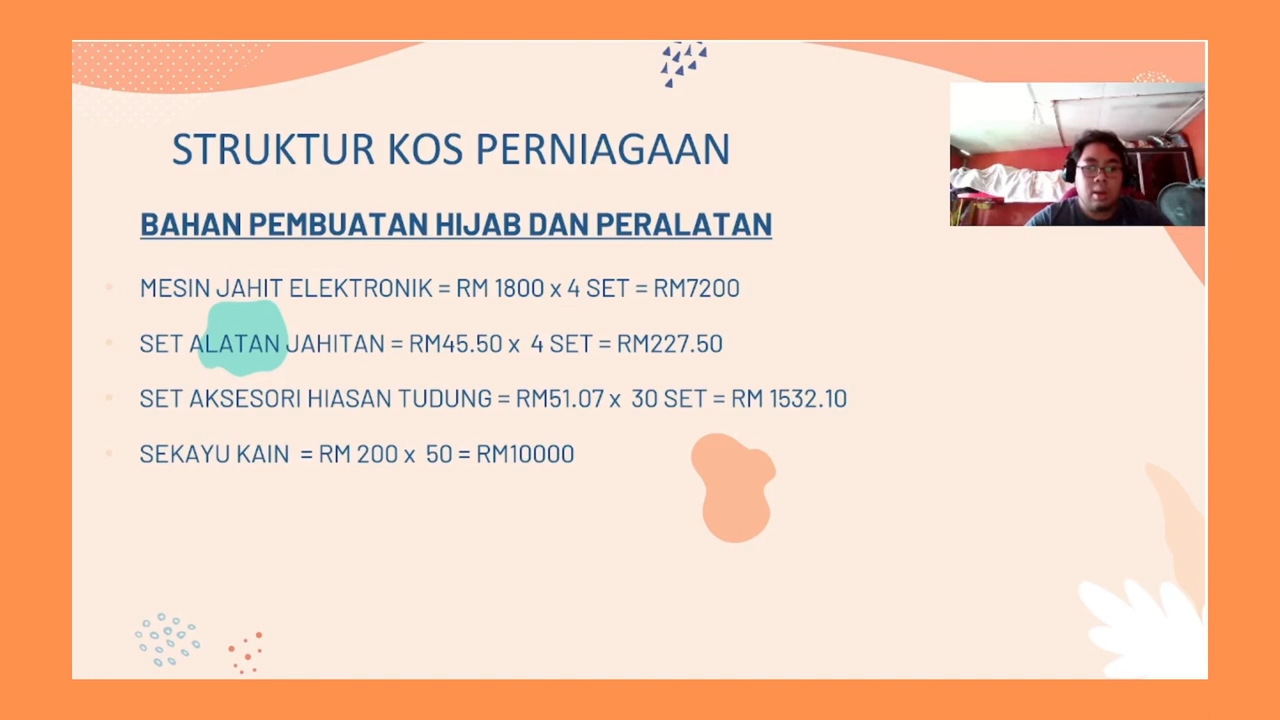 STRUKTUR KOS PERNIAGAAN
BAHAN PEMBUATAN HIJAB DAN PERALATAN
MESIN JAHIT ELEKTRONIK = RM 1800 x 4 SET = RM7200
SET ALATAN JAHITAN = RM45.50 x 4 SET = RM227.50
SET AKSESORI HIASAN TUDUNG = RM51.07 x 30 SET = RM 1532.10
SEKAYU KAIN = RM 200 x 50 = RM10000